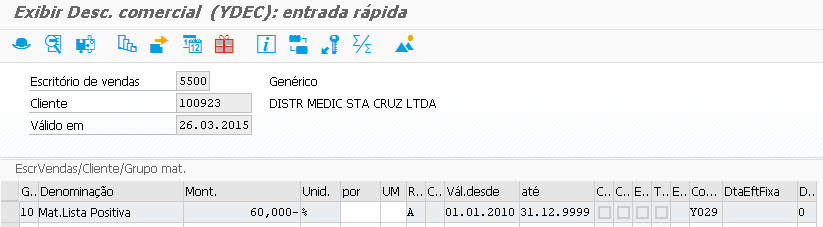 Exibir Desc. comercial (YDEC): entrada rápida
Escritório de vendas 5500 Genérico
Cliente 100923 DISTR MEDIC STA CRUZ LTDA
Válido em 26.03.2015
EscrVendas/Cliente/Grupo mat.
G.. Denominação Mont. Unid. por UM R.. C.. Vál.desde até C.. C.. E.. T.. E.. Co... DtaEftFixa D..
10 Mat.Lista Positiva 60,000- % A 01.01.2010 31.12.9999 Y029 0